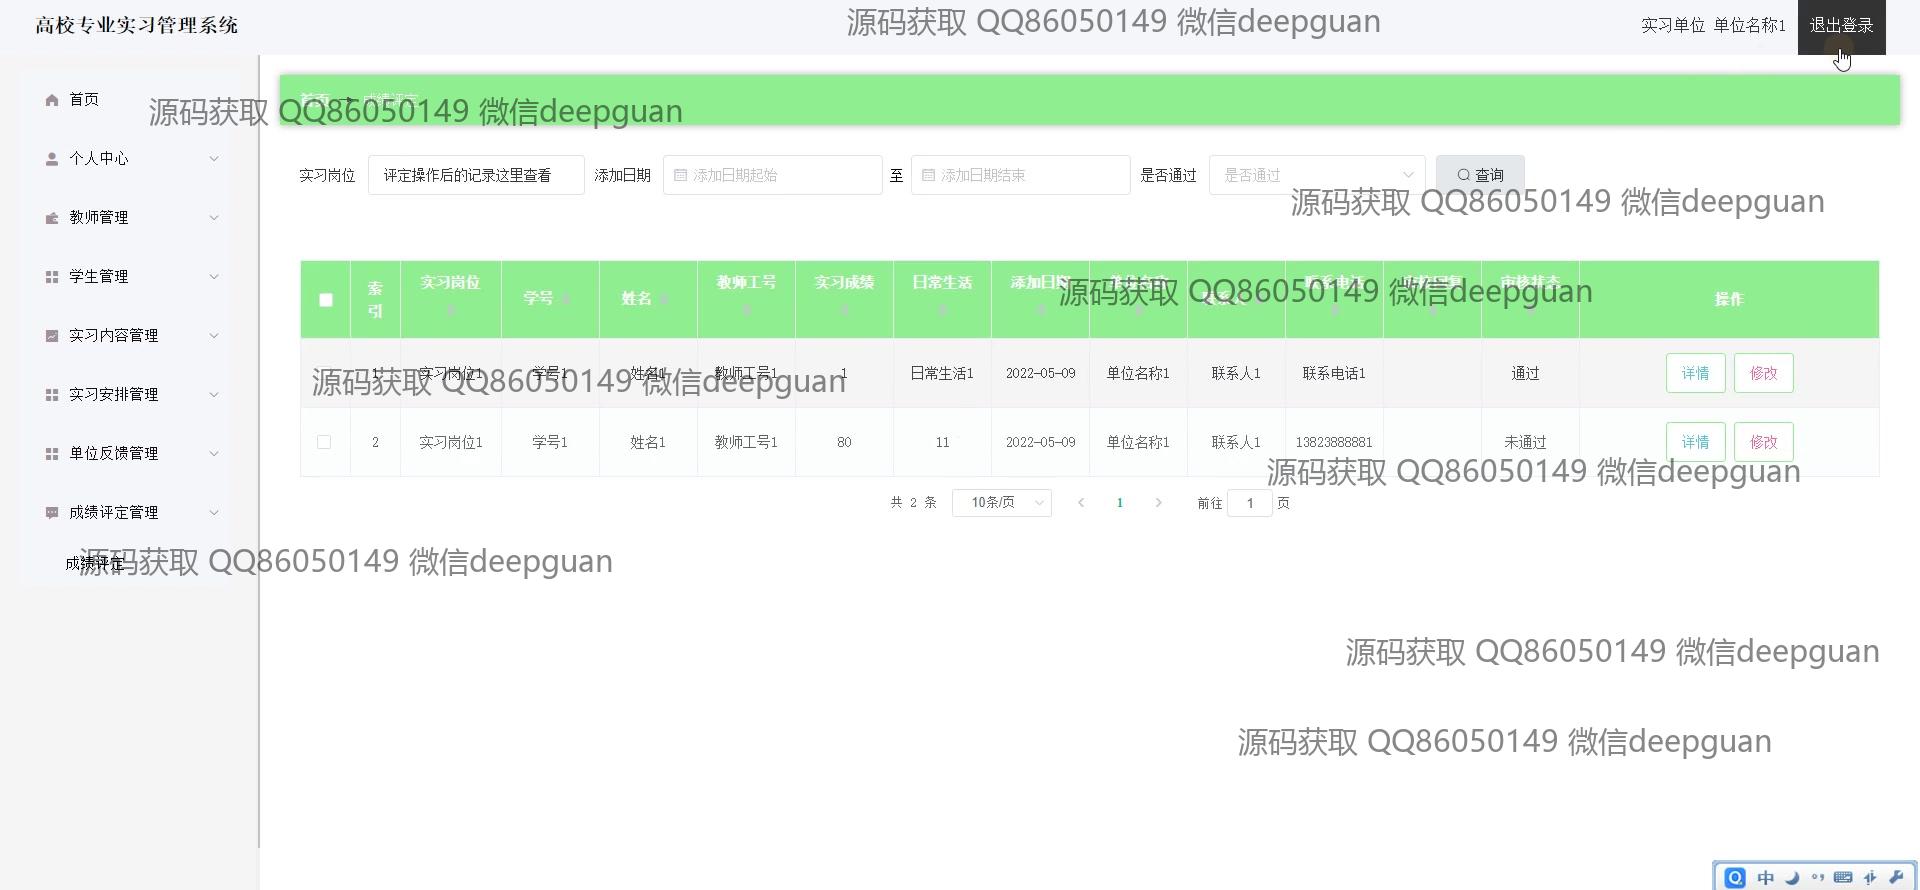 高校专业实习管理系统
源码获取 QQ86050149 微信deepguan
实习单位 单位名称1
退出登录
首页
个人中心
教师管理
学生管理
实习内容管理
实习安排管理
单位反馈管理
成绩评定管理
成绩评定
首页 成绩评定
源码获取 QQ86050149 微信deepguan
实习岗位 评定操作后的记录这里查看 添加日期 添加日期起始 至 添加日期结束 是否通过 是否通过 查询
源码获取 QQ86050149 微信deepguan
索引 实习岗位 学号 姓名 教师工号 实习成绩 日常生活 添加日期 单位名称 联系人 联系电话 审核回复 审核状态 操作
源码获取 QQ86050149 微信deepguan
1 实习岗位1 学号1 姓名1 教师工号1 1 日常生活1 2022-05-09 单位名称1 联系人1 联系电话1 通过 详情 修改
源码获取 QQ86050149 微信deepguan
2 实习岗位1 学号1 姓名1 教师工号1 80 11 2022-05-09 单位名称1 联系人1 13823888881 未通过 详情 修改
源码获取 QQ86050149 微信deepguan
共 2 条 10条/页 1 前往 1 页
源码获取 QQ86050149 微信deepguan
源码获取 QQ86050149 微信deepguan
源码获取 QQ86050149 微信deepguan
中